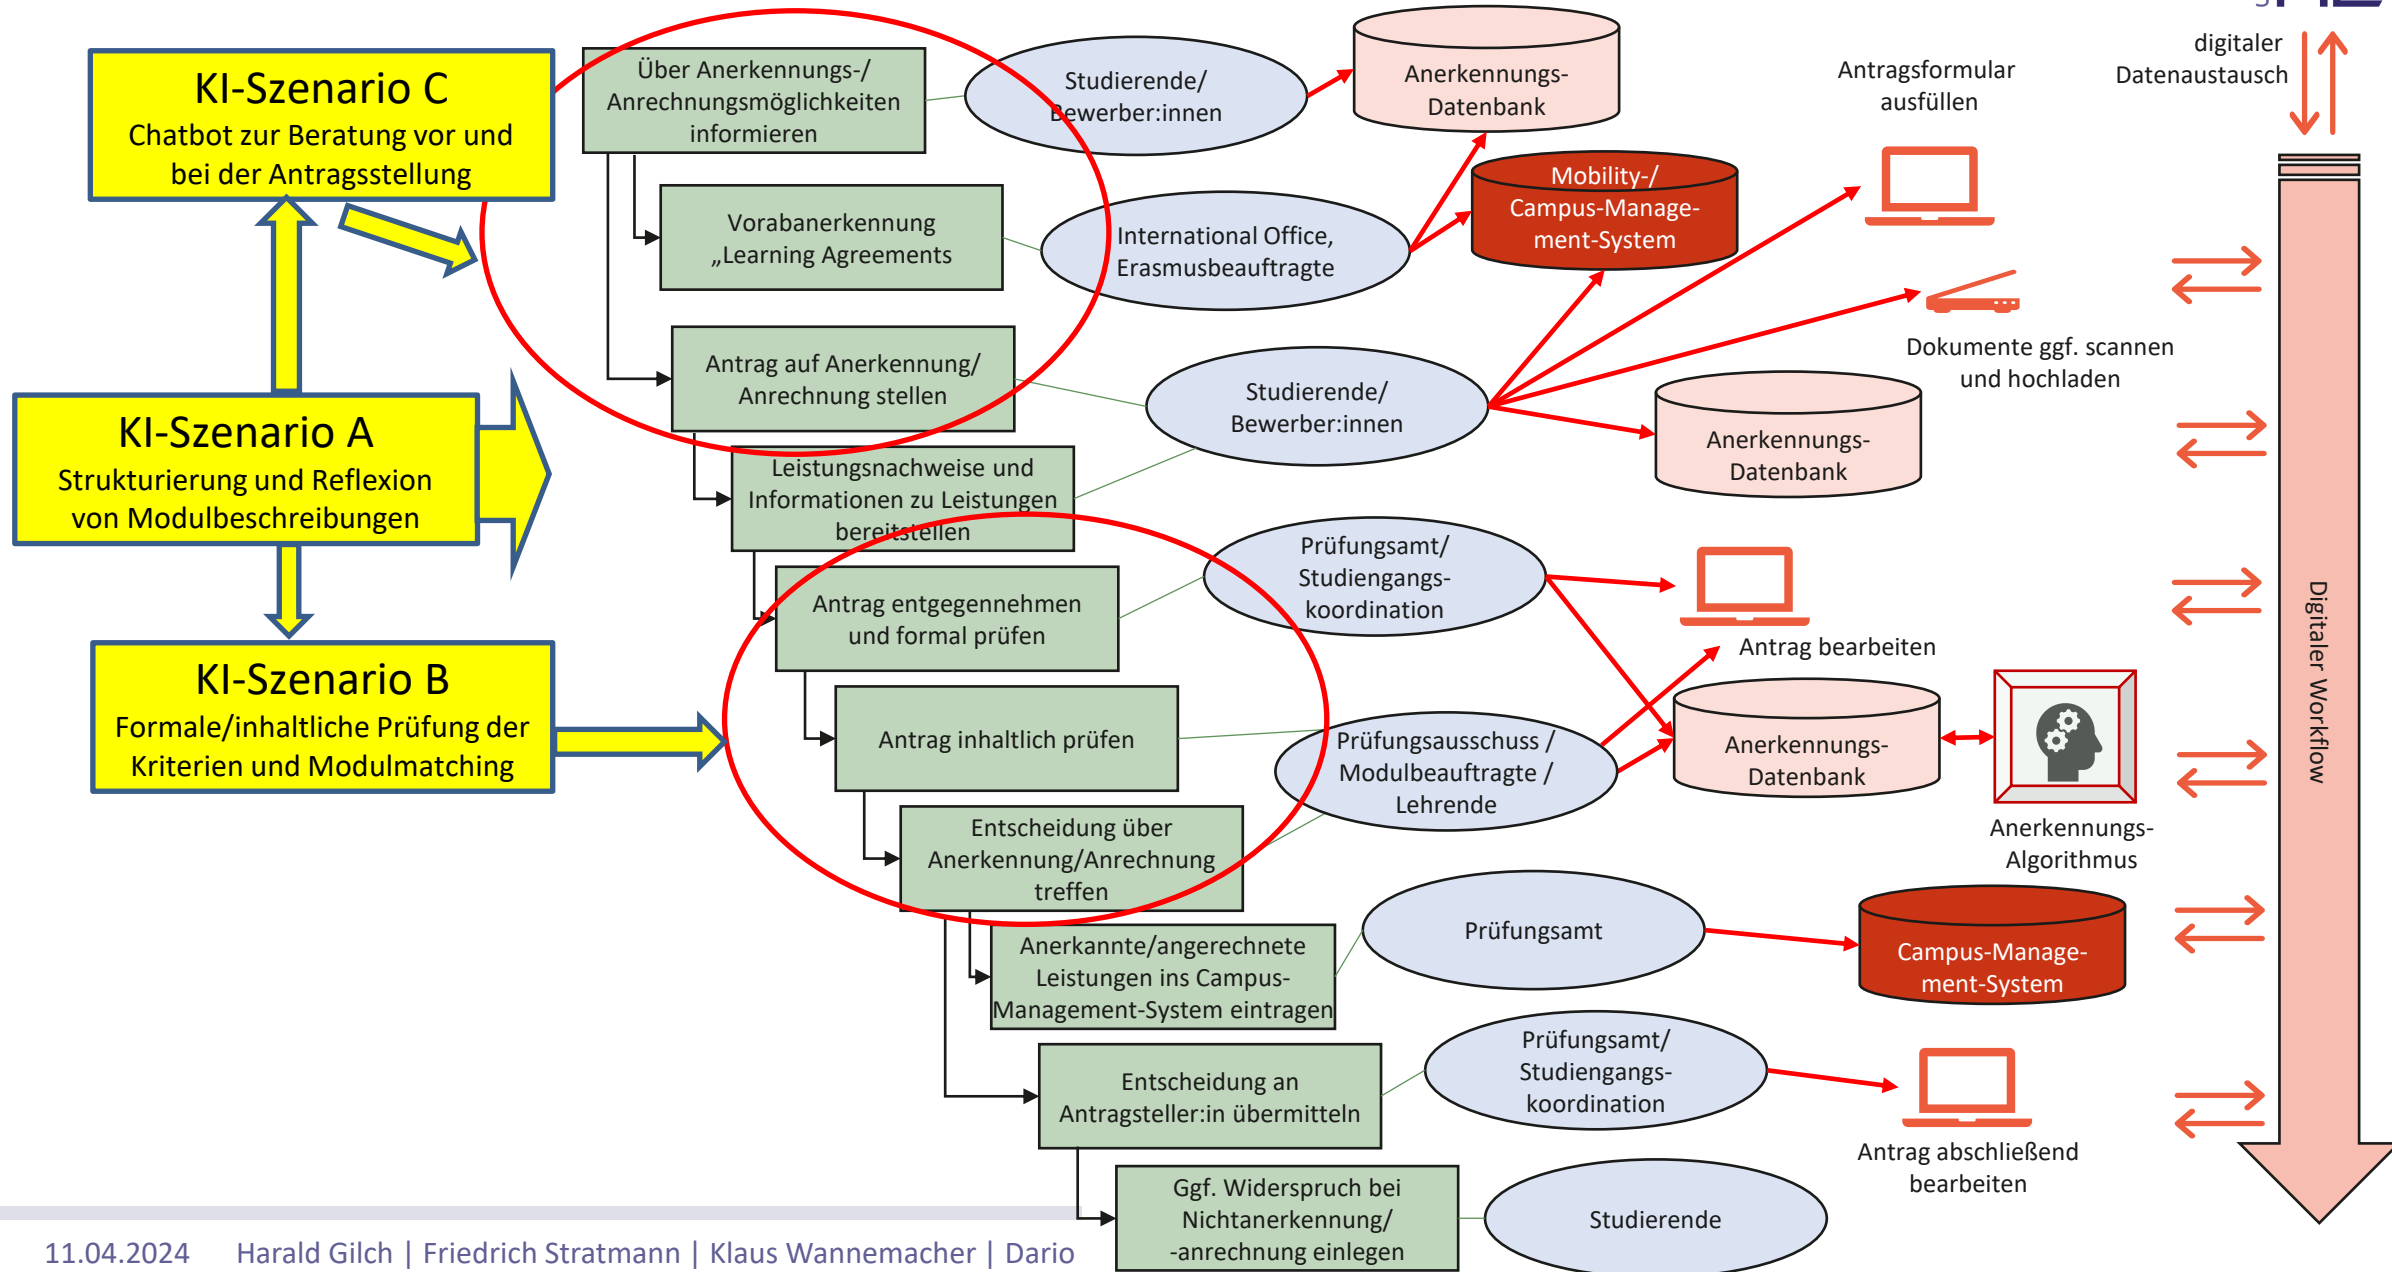 KI-Szenario C
Chatbot zur Beratung vor und
bei der Antragsstellung
KI-Szenario A
Strukturierung und Reflexion
von Modulbeschreibungen
KI-Szenario B
Formale/inhaltliche Prüfung der
Kriterien und Modulmatching
Über Anerkennungs-/
Anrechnungsmöglichkeiten
informieren
Studierende/
Bewerber:innen
Anerkennungs-
Datenbank
Antragsformular
ausfüllen
digitaler
Datenaustausch
Vorabanerkennung
„Learning Agreements
International Office,
Erasmusbeauftragte
Mobility-/
Campus-Manage-
ment-System
Dokumente ggf. scannen
und hochladen
Antrag auf Anerkennung/
Anrechnung stellen
Studierende/
Bewerber:innen
Anerkennungs-
Datenbank
Leistungsnachweise und
Informationen zu Leistungen
bereitstellen
Antrag entgegennehmen
und formal prüfen
Prüfungsamt/
Studiengangs-
koordination
Antrag bearbeiten
Antrag inhaltlich prüfen
Prüfungsausschuss /
Modulbeauftragte /
Lehrende
Anerkennungs-
Datenbank
Anerkennungs-
Algorithmus
Entscheidung über
Anerkennung/Anrechnung
treffen
Anerkannte/angerechnete
Leistungen ins Campus-
Management-System eintragen
Prüfungsamt
Campus-Manage-
ment-System
Entscheidung an
Antragsteller:in übermitteln
Prüfungsamt/
Studiengangs-
koordination
Antrag abschließend
bearbeiten
Ggf. Widerspruch bei
Nichtanerkennung/
-anrechnung einlegen
Studierende
Digitaler Workflow
11.04.2024 Harald Gilch | Friedrich Stratmann | Klaus Wannemacher | Dario